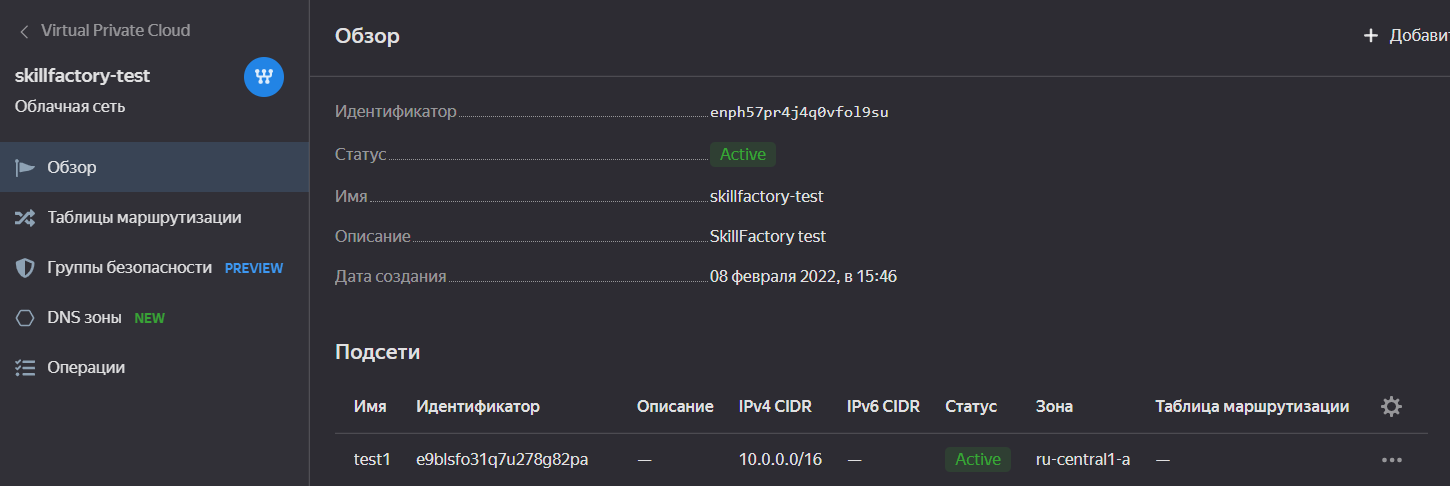 Virtual Private Cloud
skillfactory-test
Облачная сеть
Обзор
Таблицы маршрутизации
Группы безопасности PREVIEW
DNS зоны NEW
Операции
Обзор
+ Добави
Идентификатор enph57pr4j4q0vfol9su
Статус Active
Имя skillfactory-test
Описание SkillFactory test
Дата создания 08 февраля 2022, в 15:46
Подсети
Имя Идентификатор Описание IPv4 CIDR IPv6 CIDR Статус Зона Таблица маршрутизации
test1 e9blsfo31q7u278g82pa — 10.0.0.0/16 — Active ru-central1-a —